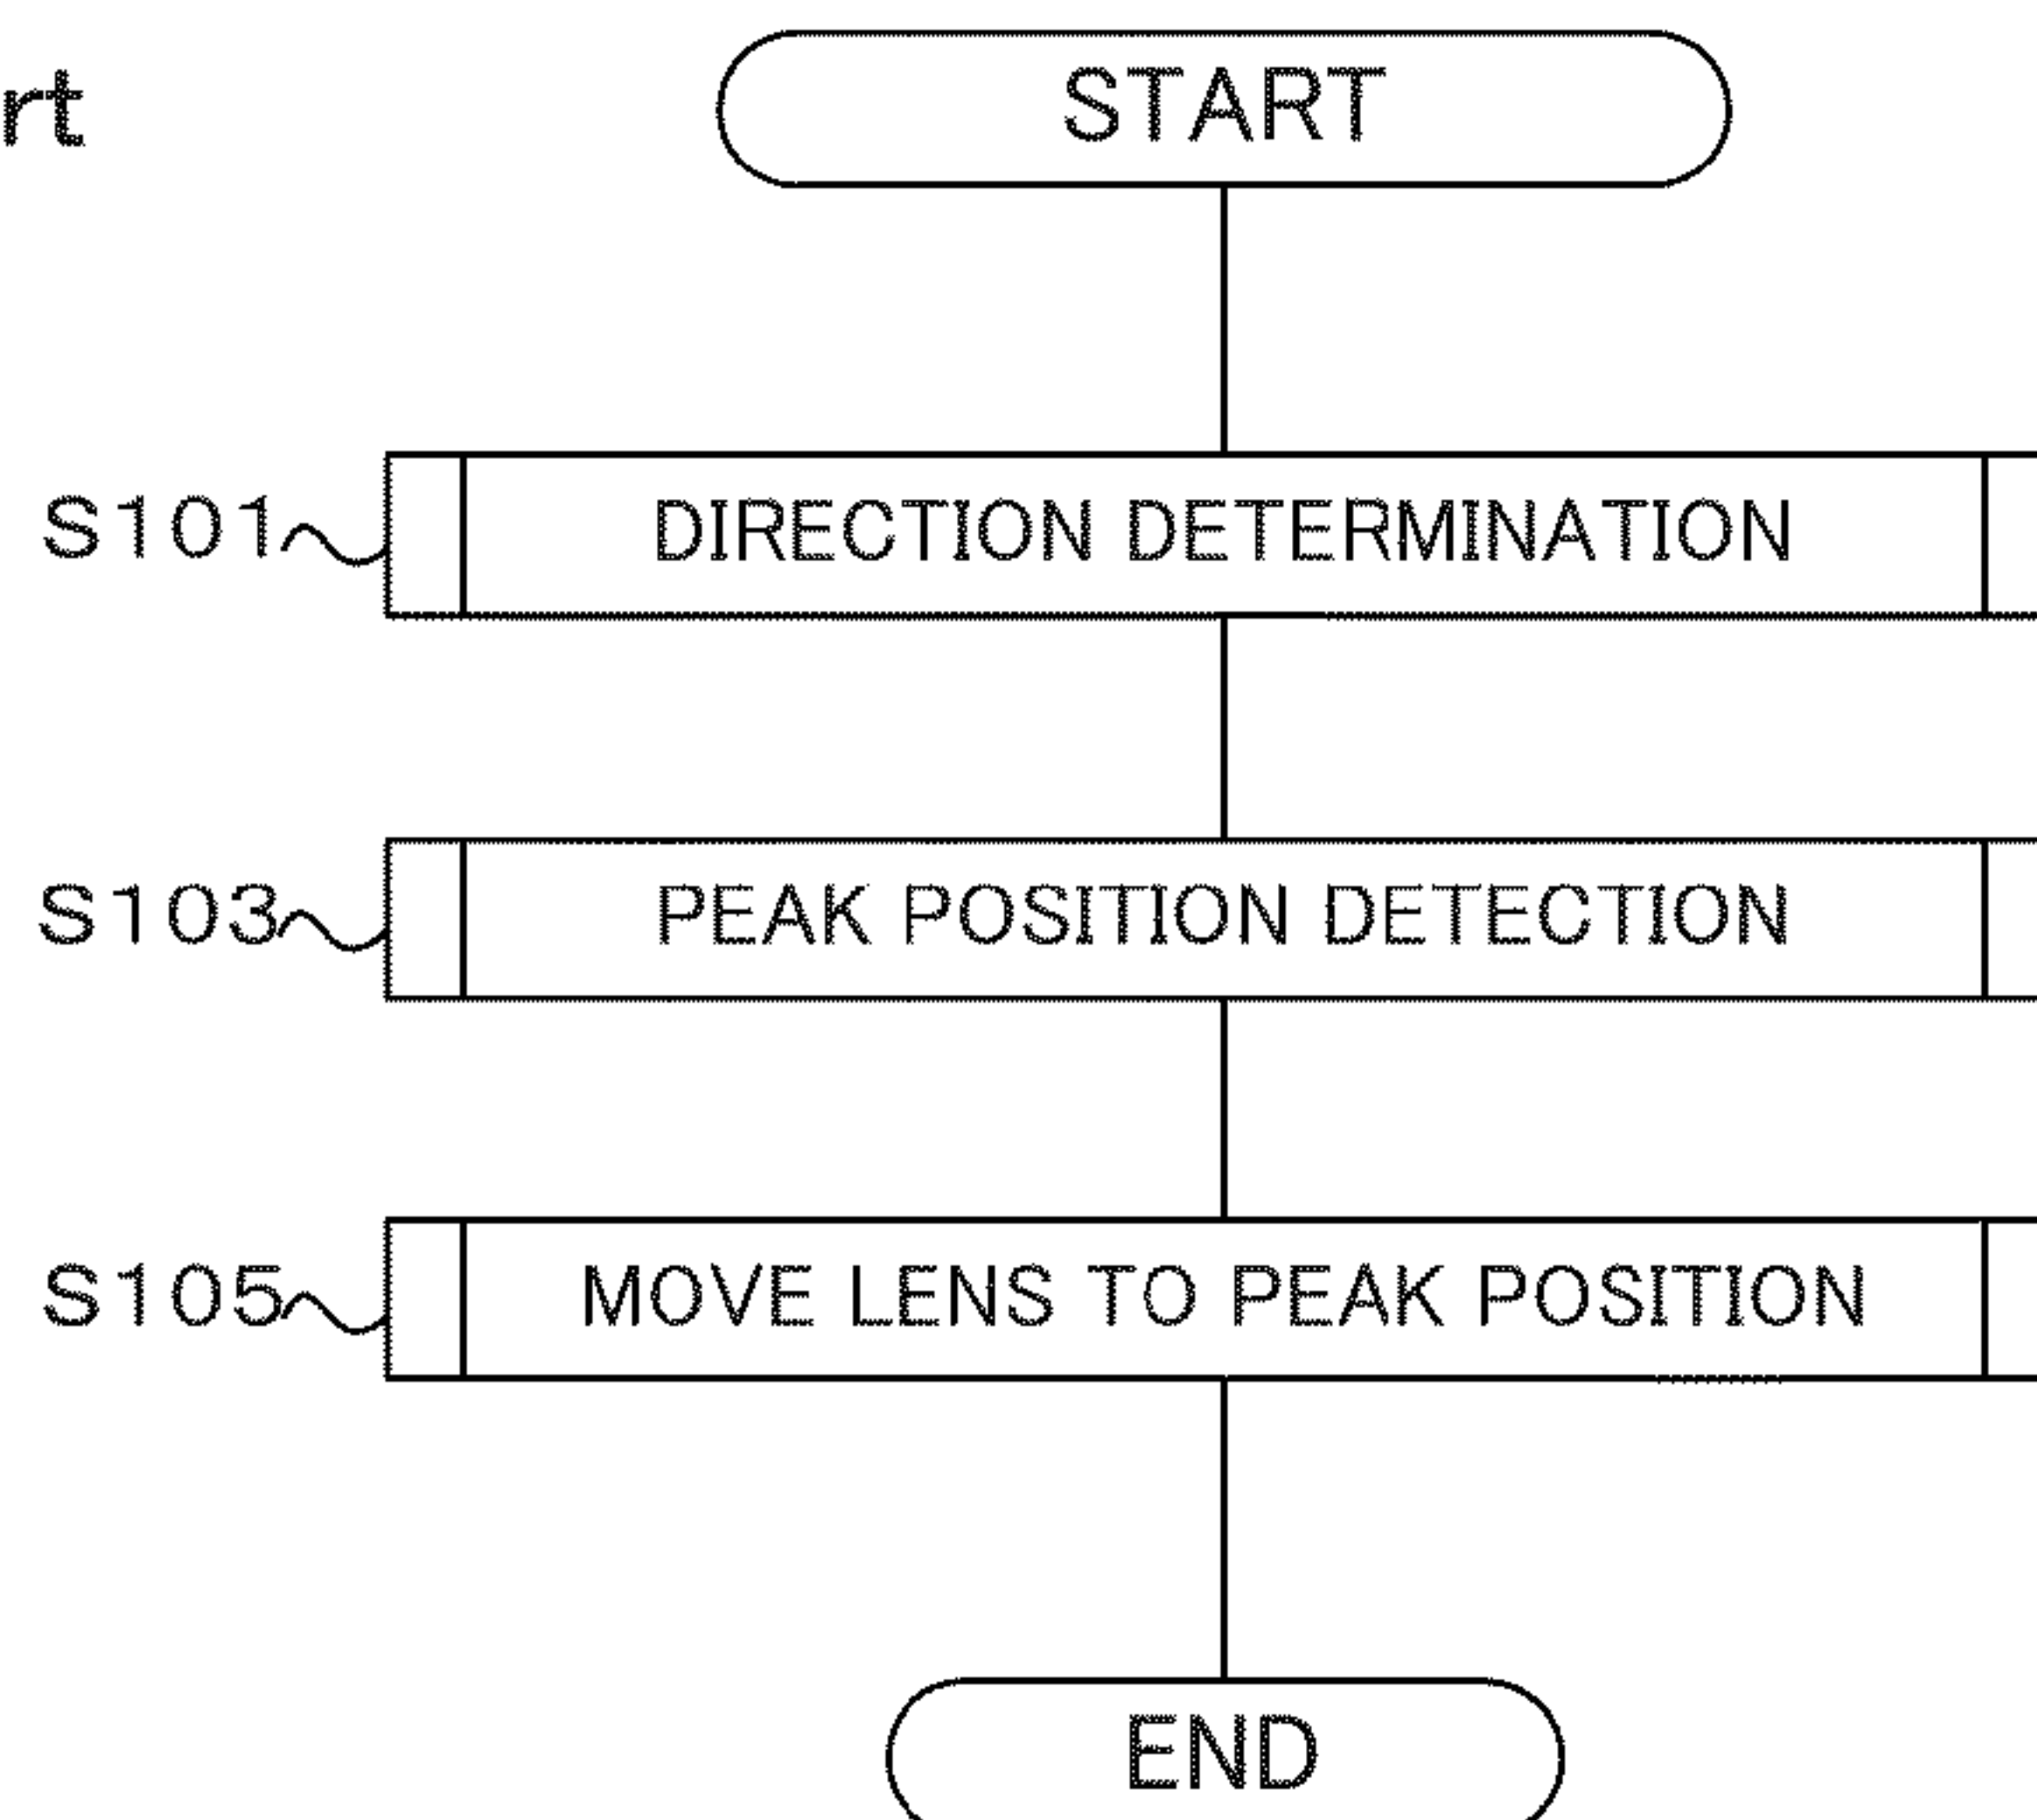 rt
START
S101 DIRECTION DETERMINATION
S103 PEAK POSITION DETECTION
S105 MOVE LENS TO PEAK POSITION
END